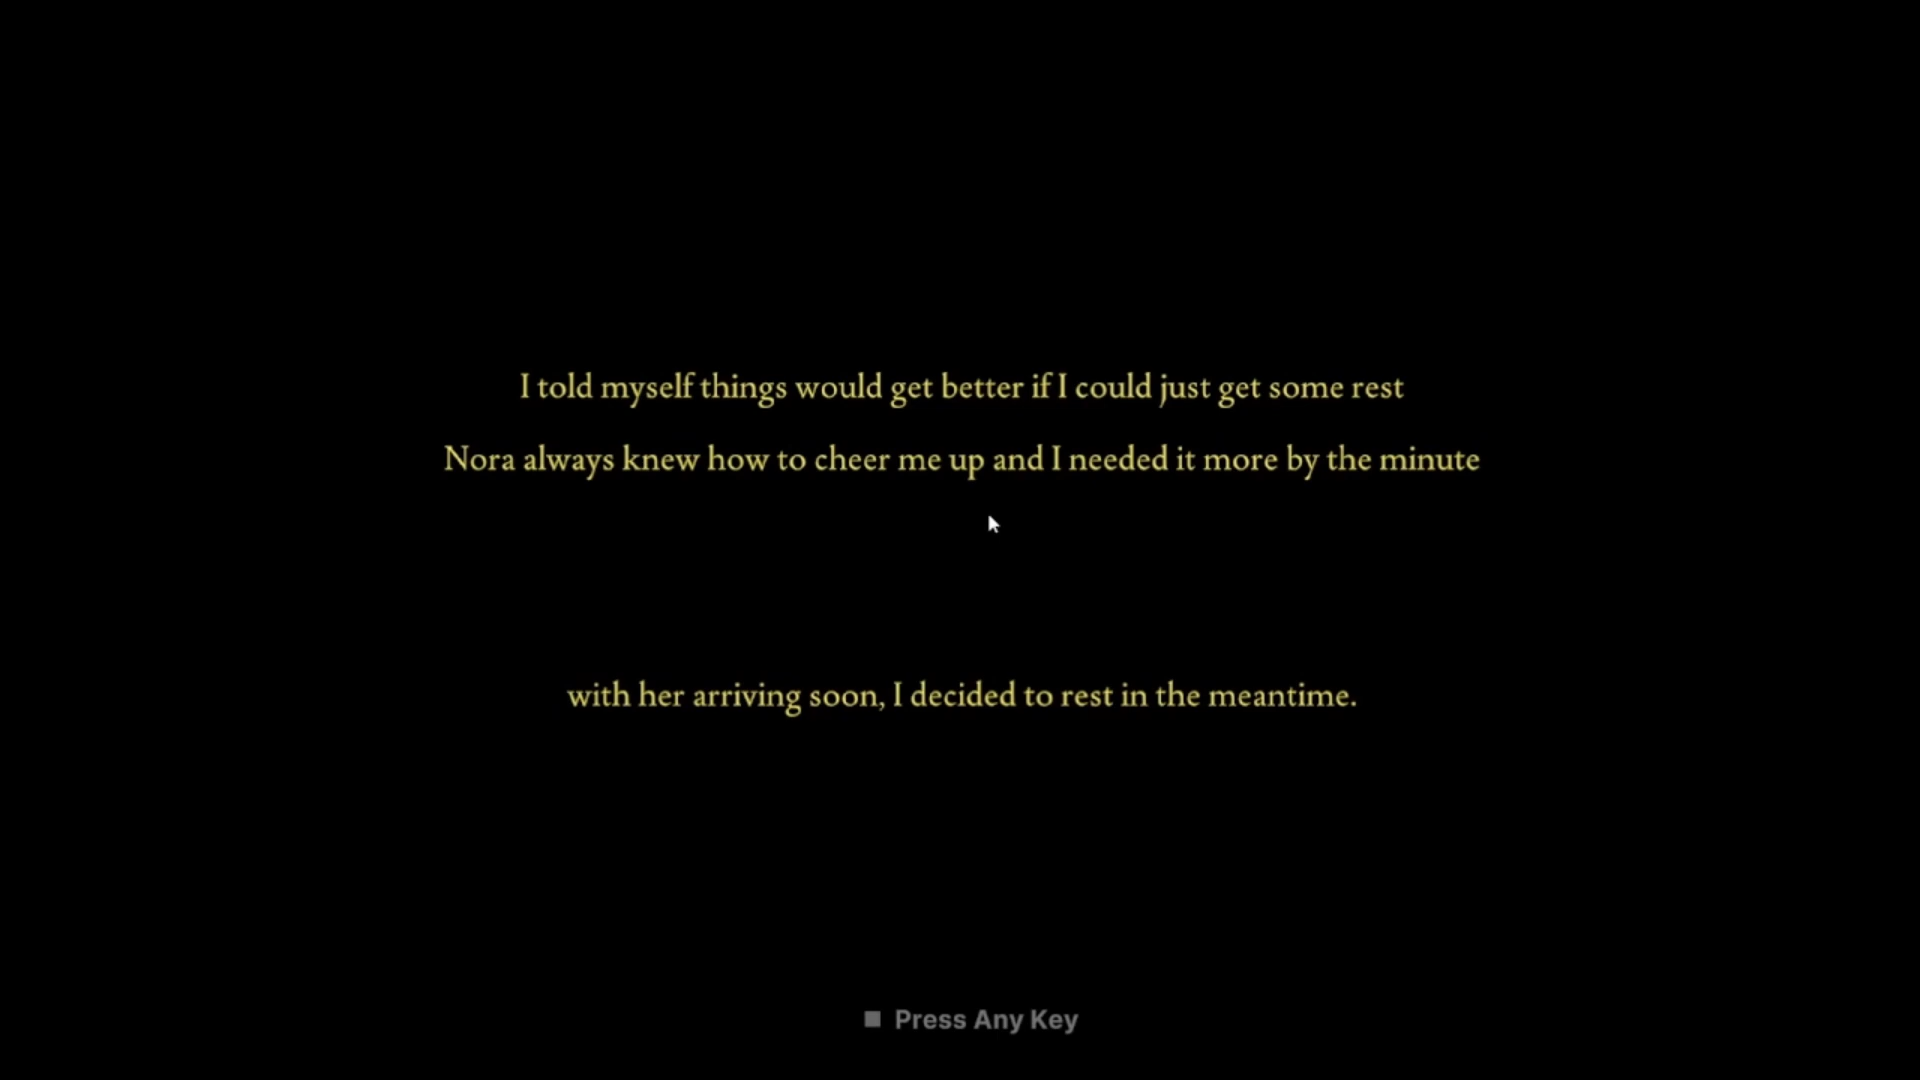 I told myself things would get better if I could just get some rest
Nora always knew how to cheer me up and I needed it more by the minute
with her arriving soon, I decided to rest in the meantime.
Press Any Key